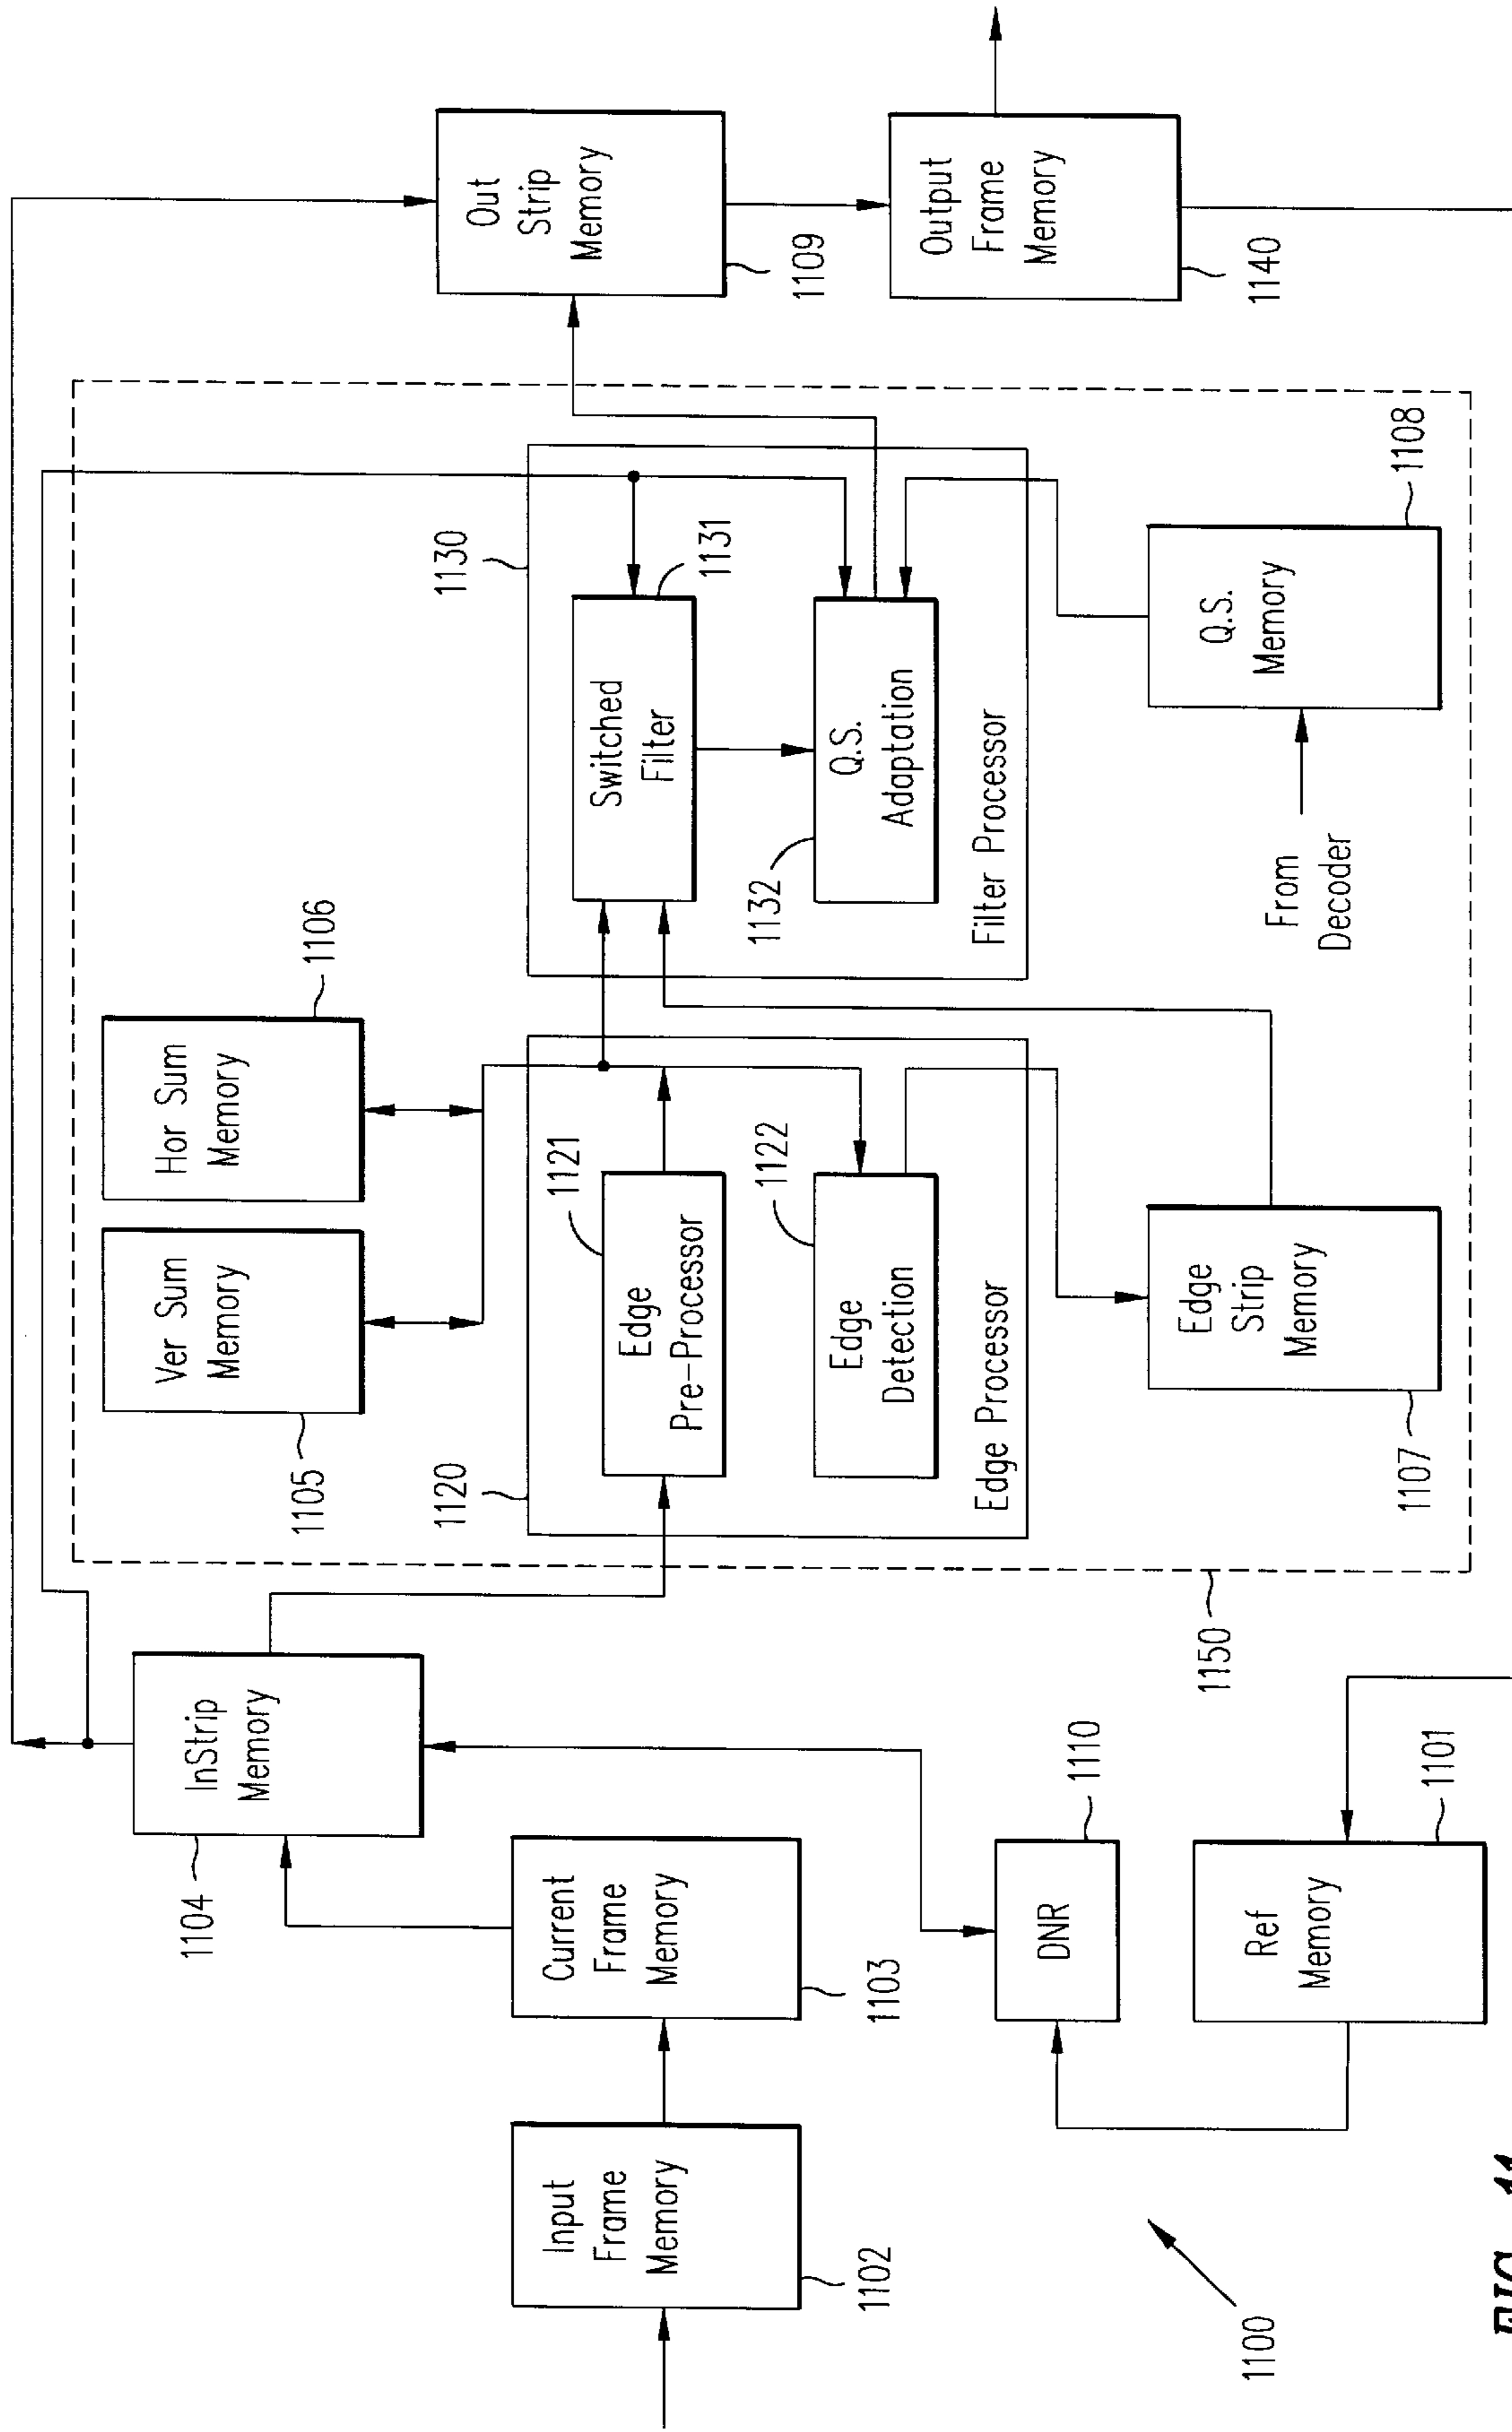 Input
Frame
Memory
1102
Current
Frame
Memory
1103
InStrip
Memory
1104
DNR
1110
Ref
Memory
1101
1100
1150
Ver Sum
Memory
1105
Hor Sum
Memory
1106
1120
Edge
Pre-Processor
1121
Edge
Detection
1122
Edge Processor
Edge
Strip
Memory
1107
1130
Switched
Filter
1131
Q.S.
Adaptation
1132
Filter Processor
From
Decoder
Q.S.
Memory
1108
Out
Strip
Memory
1109
Output
Frame
Memory
1140
FIG. 11